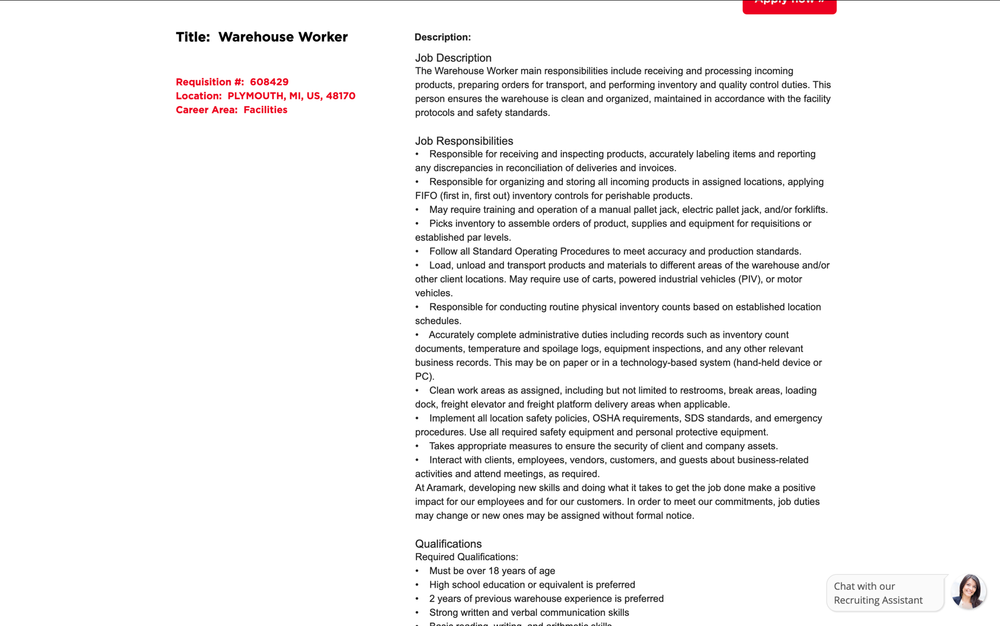 Apply now »
Title: Warehouse Worker
Requisition #: 608429
Location: PLYMOUTH, MI, US, 48170
Career Area: Facilities
Description:
Job Description
The Warehouse Worker main responsibilities include receiving and processing incoming
products, preparing orders for transport, and performing inventory and quality control duties. This
person ensures the warehouse is clean and organized, maintained in accordance with the facility
protocols and safety standards.
Job Responsibilities
• Responsible for receiving and inspecting products, accurately labeling items and reporting
any discrepancies in reconciliation of deliveries and invoices.
• Responsible for organizing and storing all incoming products in assigned locations, applying
FIFO (first in, first out) inventory controls for perishable products.
• May require training and operation of a manual pallet jack, electric pallet jack, and/or forklifts.
• Picks inventory to assemble orders of product, supplies and equipment for requisitions or
established par levels.
• Follow all Standard Operating Procedures to meet accuracy and production standards.
• Load, unload and transport products and materials to different areas of the warehouse and/or
other client locations. May require use of carts, powered industrial vehicles (PIV), or motor
vehicles.
• Responsible for conducting routine physical inventory counts based on established location
schedules.
• Accurately complete administrative duties including records such as inventory count
documents, temperature and spoilage logs, equipment inspections, and any other relevant
business records. This may be on paper or in a technology-based system (hand-held device or
PC).
• Clean work areas as assigned, including but not limited to restrooms, break areas, loading
dock, freight elevator and freight platform delivery areas when applicable.
• Implement all location safety policies, OSHA requirements, SDS standards, and emergency
procedures. Use all required safety equipment and personal protective equipment.
• Takes appropriate measures to ensure the security of client and company assets.
• Interact with clients, employees, vendors, customers, and guests about business-related
activities and attend meetings, as required.
At Aramark, developing new skills and doing what it takes to get the job done make a positive
impact for our employees and for our customers. In order to meet our commitments, job duties
may change or new ones may be assigned without formal notice.
Qualifications
Required Qualifications:
• Must be over 18 years of age
• High school education or equivalent is preferred
• 2 years of previous warehouse experience is preferred
• Strong written and verbal communication skills
• Basic reading, writing, and arithmetic skills
Chat with our
Recruiting Assistant